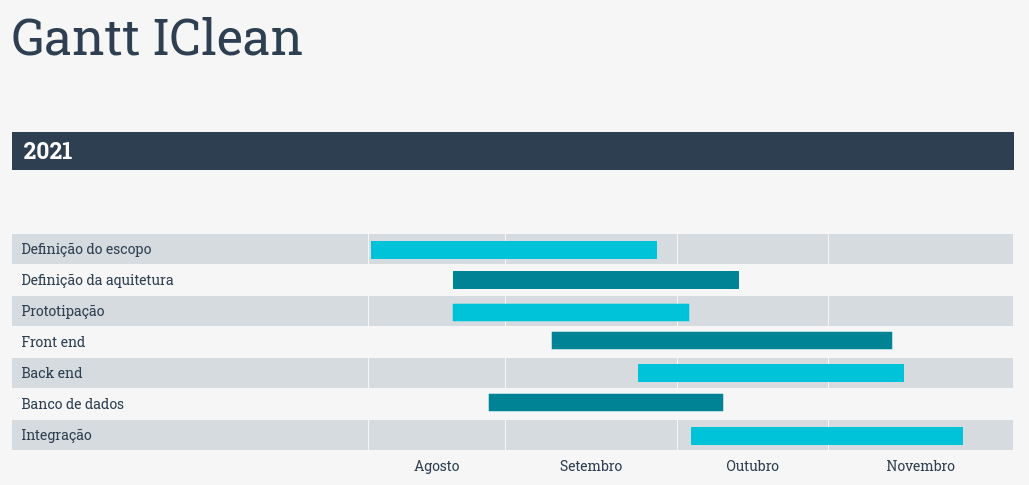 Gantt IClean
2021
Definição do escopo
Definição da aquitetura
Prototipação
Front end
Back end
Banco de dados
Integração
Agosto Setembro Outubro Novembro